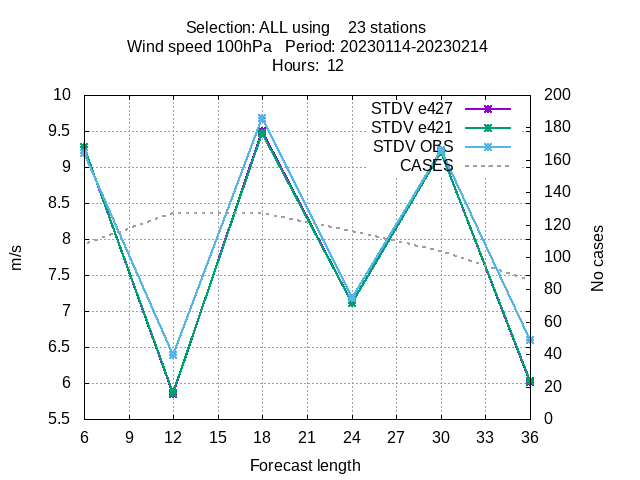 Selection: ALL using    23 stations
Wind speed 100hPa   Period: 20230114-20230214
Hours:  12
STDV e427
STDV e421
STDV OBS
CASES
10
9.5
9
8.5
8
7.5
7
6.5
6
5.5
200
180
160
140
120
100
80
60
40
20
0
m/s
No cases
6 9 12 15 18 21 24 27 30 33 36
Forecast length